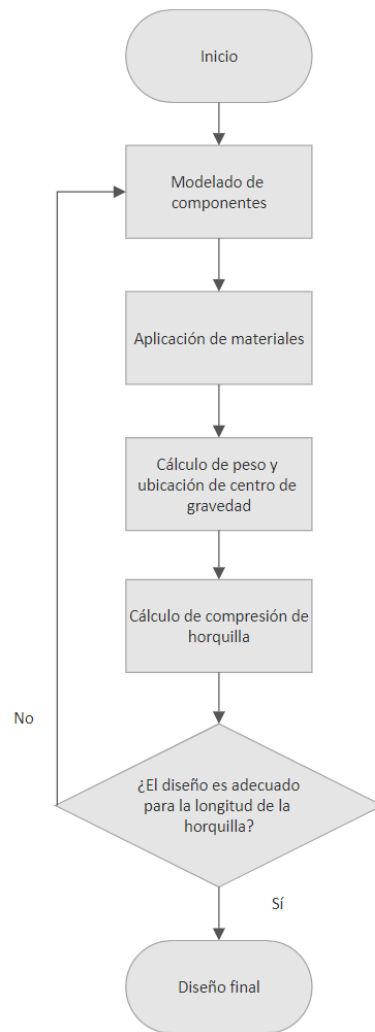 Inicio
Modelado de
componentes
Aplicación de materiales
Cálculo de peso y
ubicación de centro de
gravedad
Cálculo de compresión de
horquilla
No
¿El diseño es adecuado
para la longitud de la
horquilla?
Sí
Diseño final